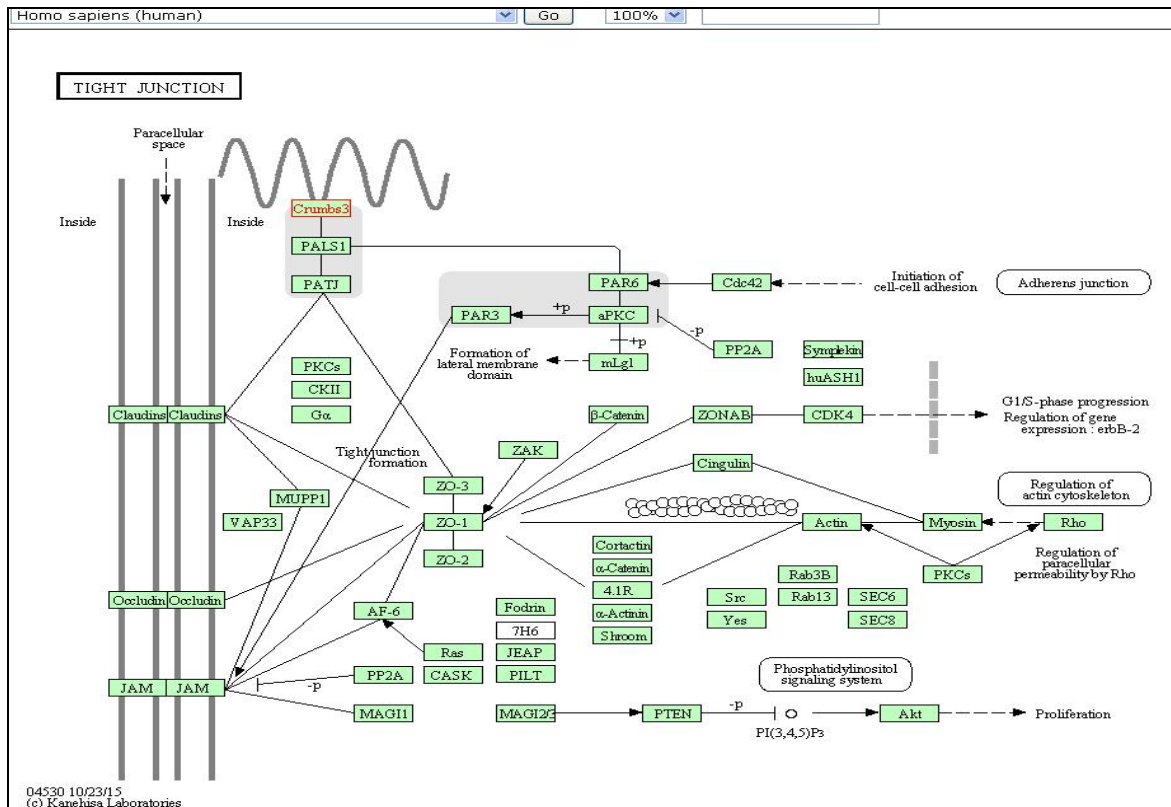 Homo sapiens (human)
Go
100%
TIGHT JUNCTION
Paracellular
space
Inside
Inside
Crumbs3
PALS1
PATJ
PAR6
Cdc42
Initiation of
cell-cell adhesion
Adherens junction
PAR3
+p
aPKC
-p
+p
PP2A
Formation of
lateral membrane
domain
mLgl
Symplekin
huASH1
PKCs
CKII
Gα
Claudins
Claudins
β-Catenin
ZONAB
CDK4
G1/S-phase progression
Regulation of gene
expression : erbB-2
Tight junction
formation
ZAK
Cingulin
ZO-3
MUPP1
VAP33
ZO-1
ZO-2
Actin
Myosin
Rho
Regulation of
actin cytoskeleton
Regulation of
paracellular
permeability by Rho
PKCs
Cortactin
α-Catenin
4.1R
α-Actinin
Shroom
Rab3B
Rab13
Src
Yes
SEC6
SEC8
Occludin
Occludin
AF-6
Fodrin
7H6
JEAP
PILT
Ras
CASK
PP2A
-p
JAM
JAM
MAGI1
MAGI2/3
PTEN
-p
PI(3,4,5)P3
Phosphatidylinositol
signaling system
Akt
Proliferation
04530 10/23/15
(c) Kanehisa Laboratories